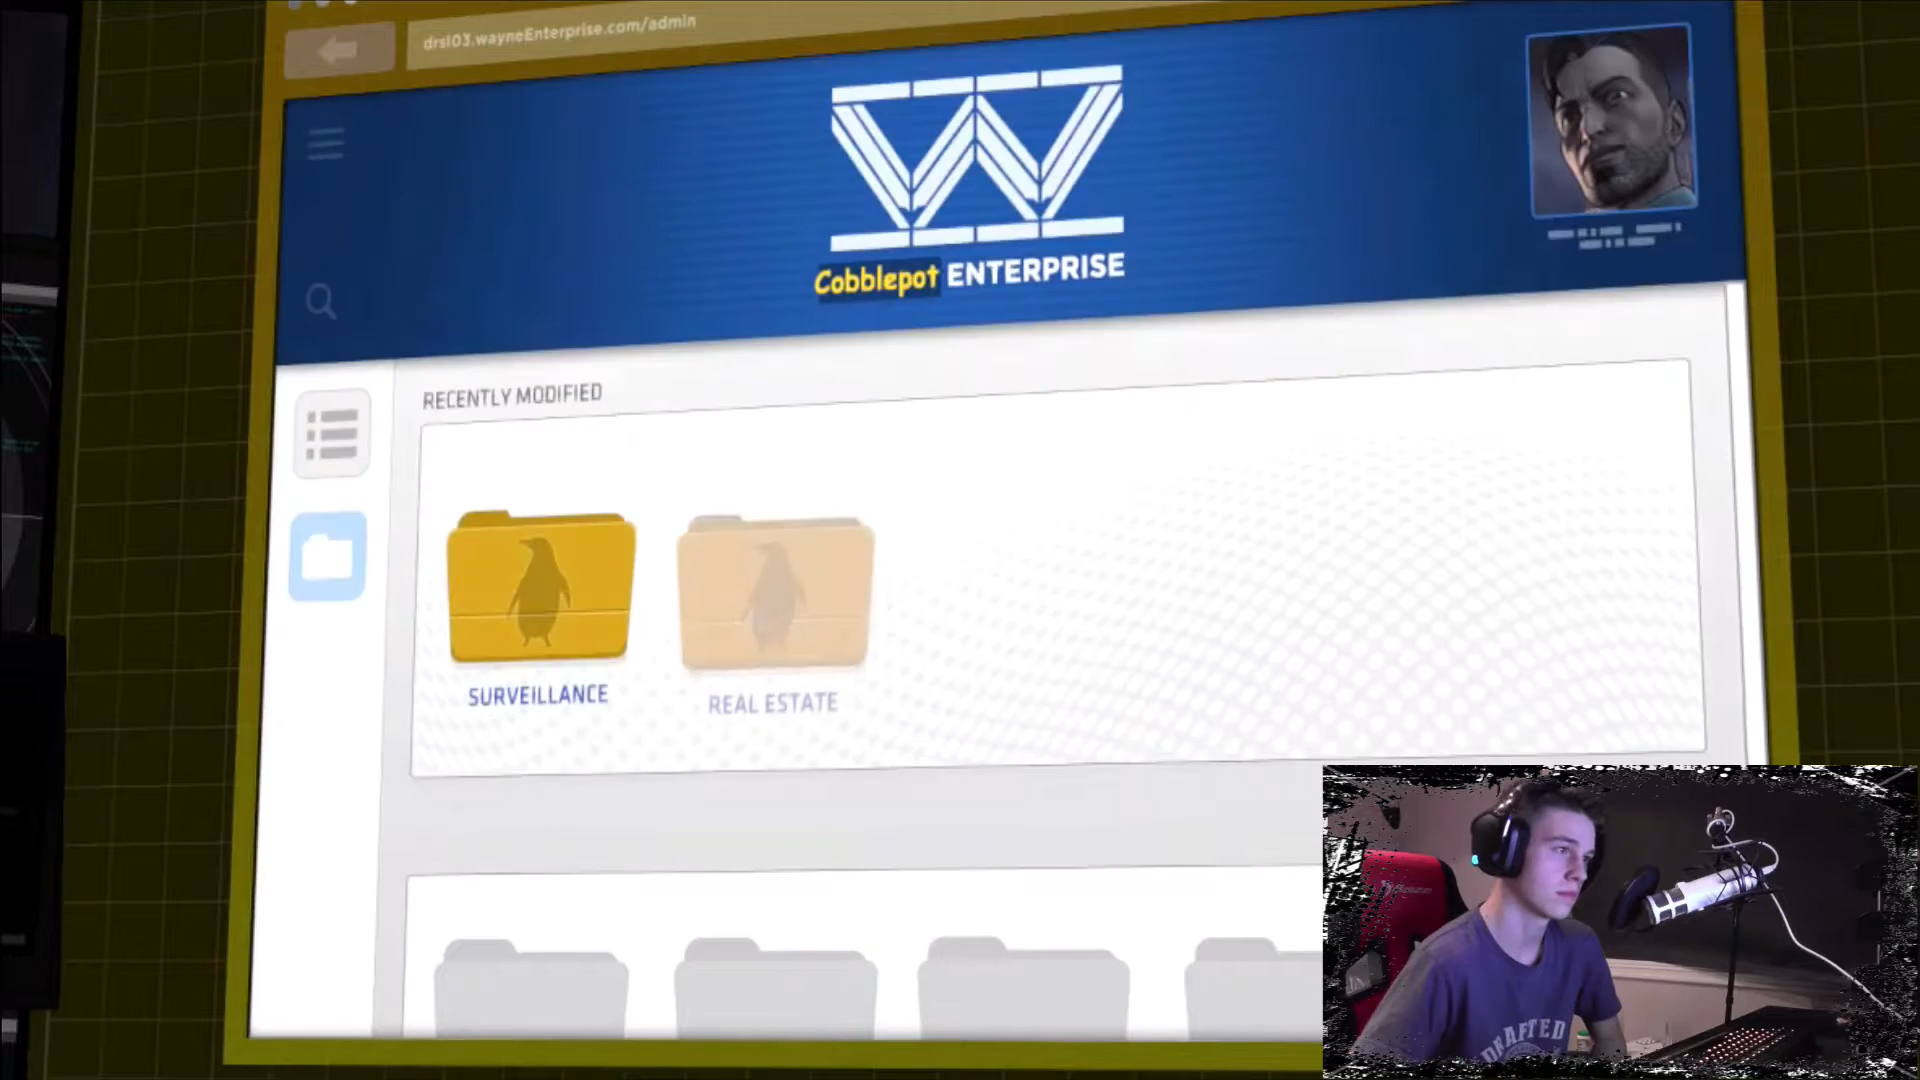 drsl03.wayneEnterprise.com/admin
Cobblepot ENTERPRISE
RECENTLY MODIFIED
SURVEILLANCE
REAL ESTATE
DRAFTED